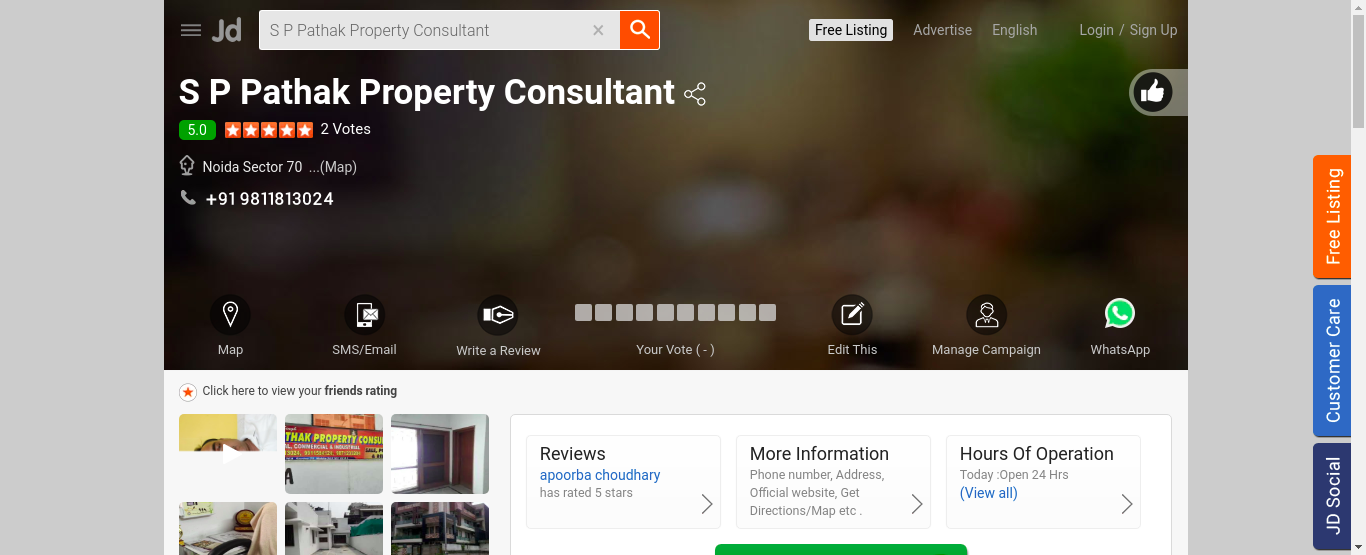 Jd
S P Pathak Property Consultant ×
Free Listing
Advertise
English
Login / Sign Up
S P Pathak Property Consultant
5.0
2 Votes
Noida Sector 70 ...(Map)
+91 9811813024
Map
SMS/Email
Write a Review
Your Vote ( - )
Edit This
Manage Campaign
WhatsApp
Click here to view your friends rating
THAK PROPERTY CONSU
COMMERCIAL & INDUSTRIAL
Reviews
apoorba choudhary
has rated 5 stars
More Information
Phone number, Address,
Official website, Get
Directions/Map etc .
Hours Of Operation
Today :Open 24 Hrs
(View all)
Free Listing
Customer Care
JD Social